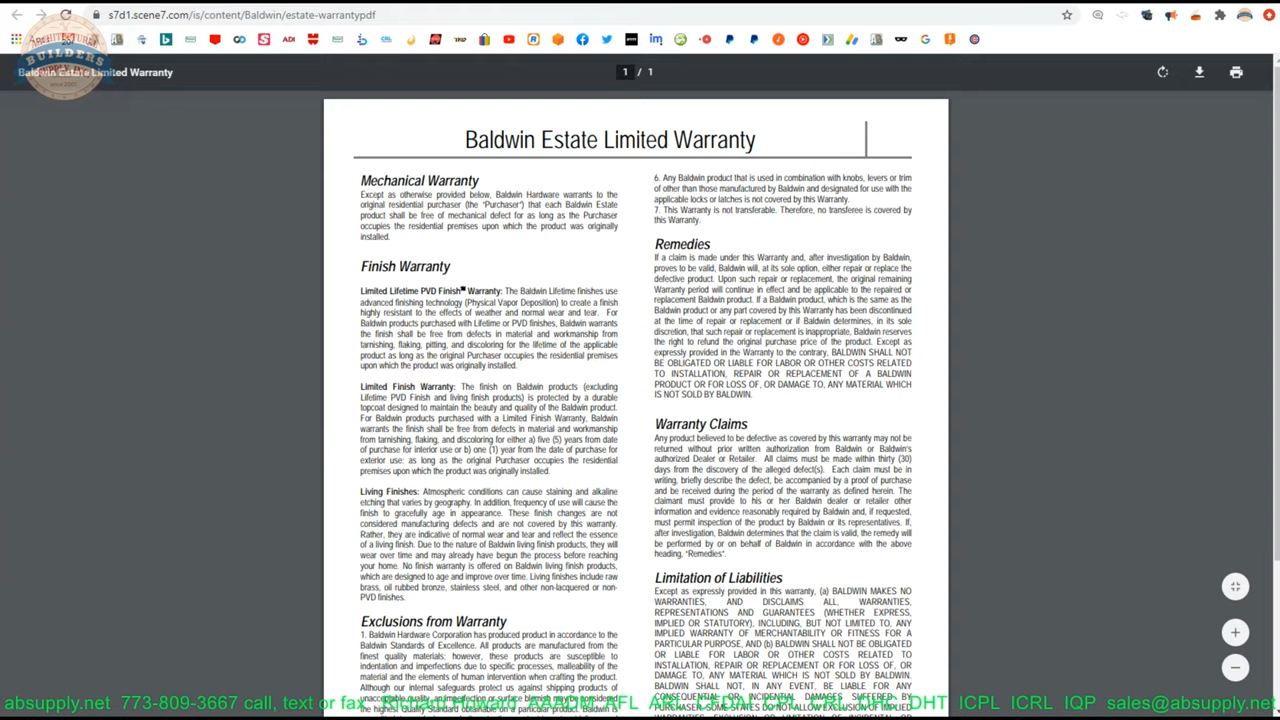 s7d1.scene7.com/is/content/Baldwin/estate-warrantypdf
ARCHITECTURAL
BUILDERS
Baldwin Estate Limited Warranty
1 / 1
Baldwin Estate Limited Warranty
Mechanical Warranty
Except as otherwise provided below, Baldwin Hardware warrants to the
original residential purchaser (the "Purchaser") that each Baldwin Estate
product shall be free of mechanical defect for as long as the Purchaser
occupies the residential premises upon which the product was originally
installed.
Finish Warranty
Limited Lifetime PVD Finish Warranty: The Baldwin Lifetime finishes use
advanced finishing technology (Physical Vapor Deposition) to create a finish
highly resistant to the effects of weather and normal wear and tear. For
Baldwin products purchased with Lifetime or PVD finishes, Baldwin warrants
the finish shall be free from defects in material and workmanship from
tarnishing, flaking, pitting, and discoloring for the lifetime of the applicable
product as long as the original Purchaser occupies the residential premises
upon which the product was originally installed.
Limited Finish Warranty: The finish on Baldwin products (excluding
Lifetime PVD Finish and living finish products) is protected by a durable
topcoat designed to maintain the beauty and quality of the Baldwin product.
For Baldwin products purchased with a Limited Finish Warranty, Baldwin
warrants the finish shall be free from defects in material and workmanship
from tarnishing, flaking, and discoloring for either a) five (5) years from date
of purchase for interior use or b) one (1) year from the date of purchase for
exterior use: as long as the original Purchaser occupies the residential
premises upon which the product was originally installed.
Living Finishes: Atmospheric conditions can cause staining and alkaline
etching that varies by geography. In addition, frequency of use will cause the
finish to gracefully age in appearance. These finish changes are not
considered manufacturing defects and are not covered by this warranty.
Rather, they are indicative of normal wear and tear and reflect the essence
of a living finish. Due to the nature of Baldwin living finish products, they will
wear over time and may already have begun the process before reaching
your home. No finish warranty is offered on Baldwin living finish products,
which are designed to age and improve over time. Living finishes include raw
brass, oil rubbed bronze, stainless steel, and other non-lacquered or non-
PVD finishes.
Exclusions from Warranty
1. Baldwin Hardware Corporation has produced product in accordance to the
Baldwin Standards of Excellence. All products are manufactured from the
finest quality materials: however, these products are susceptible to
indentation and imperfections due to specific processes, malleability of the
material and the elements of human intervention when crafting the product.
Although our internal safeguards protect us against shipping products of
unacceptable quality, an imperfection or surface blemish may be considered
the highest Quality Standard obtainable on a particular product. Baldwin is
6. Any Baldwin product that is used in combination with knobs, levers or trim
of other than those manufactured by Baldwin and designated for use with the
applicable locks or latches is not covered by this Warranty.
7. This Warranty is not transferable. Therefore, no transferee is covered by
this Warranty.
Remedies
If a claim is made under this Warranty and, after investigation by Baldwin,
proves to be valid, Baldwin will, at its sole option, either repair or replace the
defective product. Upon such repair or replacement, the original remaining
Warranty period will continue in effect and be applicable to the repaired or
replacement Baldwin product. If a Baldwin product, which is the same as the
Baldwin product or any part covered by this Warranty has been discontinued
at the time of repair or replacement or if Baldwin determines, in its sole
discretion, that such repair or replacement is inappropriate, Baldwin reserves
the right to refund the original purchase price of the product. Except as
expressly provided in the Warranty to the contrary, BALDWIN SHALL NOT
BE OBLIGATED OR LIABLE FOR LABOR OR OTHER COSTS RELATED
TO INSTALLATION, REPAIR OR REPLACEMENT OF A BALDWIN
PRODUCT OR FOR LOSS OF, OR DAMAGE TO, ANY MATERIAL WHICH
IS NOT SOLD BY BALDWIN.
Warranty Claims
Any product believed to be defective as covered by this warranty may not be
returned without prior written authorization from Baldwin or Baldwin's
authorized Dealer or Retailer. All claims must be made within thirty (30)
days from the discovery of the alleged defect(s). Each claim must be in
writing, briefly describe the defect, be accompanied by a proof of purchase
and be received during the period of the warranty as defined herein. The
claimant must provide to his or her Baldwin dealer or retailer other
information and evidence reasonably required by Baldwin and, if requested,
must permit inspection of the product by Baldwin or its representatives. If,
after investigation, Baldwin determines that the claim is valid, the remedy will
be performed by or on behalf of Baldwin in accordance with the above
heading, "Remedies".
Limitation of Liabilities
Except as expressly provided in this warranty, (a) BALDWIN MAKES NO
WARRANTIES, AND DISCLAIMS ALL, WARRANTIES,
REPRESENTATIONS AND GUARANTEES (WHETHER EXPRESS,
IMPLIED OR STATUTORY), INCLUDING, BUT NOT LIMITED TO, ANY
IMPLIED WARRANTY OF MERCHANTABILITY OR FITNESS FOR A
PARTICULAR PURPOSE, AND (b) BALDWIN SHALL NOT BE OBLIGATED
OR LIABLE FOR LABOR OR OTHER COSTS RELATED TO
INSTALLATION, REPAIR OR REPLACEMENT OF, OR FOR LOSS OF, OR
DAMAGE TO, ANY MATERIAL WHICH IS NOT SOLD BY BALDWIN.
BALDWIN SHALL NOT, IN ANY EVENT, BE LIABLE FOR ANY
CONSEQUENTIAL OR INCIDENTAL DAMAGES SUFFERED BY
PURCHASER. SOME STATES DO NOT ALLOW EXCLUSION OF IMPLIED
absupply.net 773-809-3667 call, text or fax Richard Howard, AAADM, AFL
DHT ICPL ICRL IQP sales@absupply.net